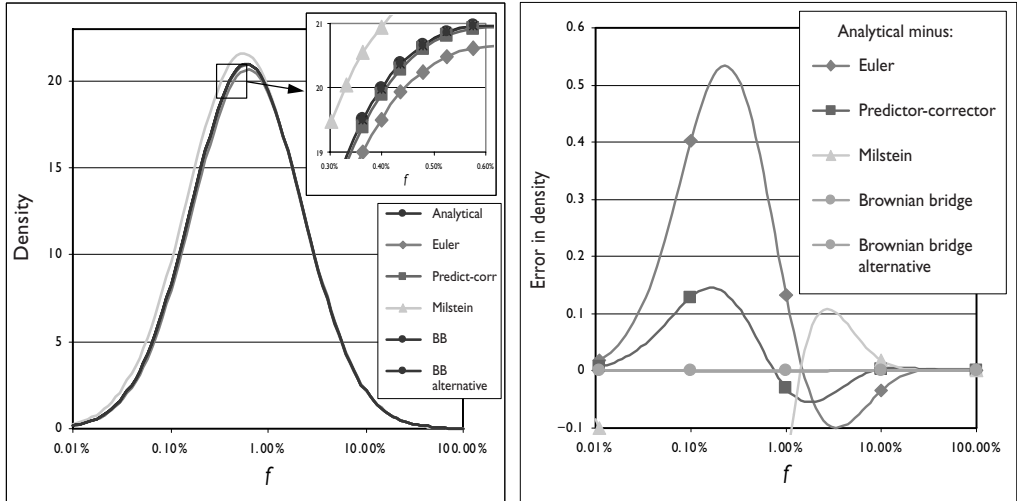 Density
20
15
10
5
0
0.01%
0.10%
1.00%
10.00%
100.00%
f
21
20
19
0.30%
0.40%
0.50%
0.60%
f
Analytical
Euler
Predict-corr
Milstein
BB
BB
alternative
Error in density
0.6
0.5
0.4
0.3
0.2
0.1
0
−0.1
0.01%
0.10%
1.00%
10.00%
100.00%
f
Analytical minus:
Euler
Predictor-corrector
Milstein
Brownian bridge
Brownian bridge
alternative